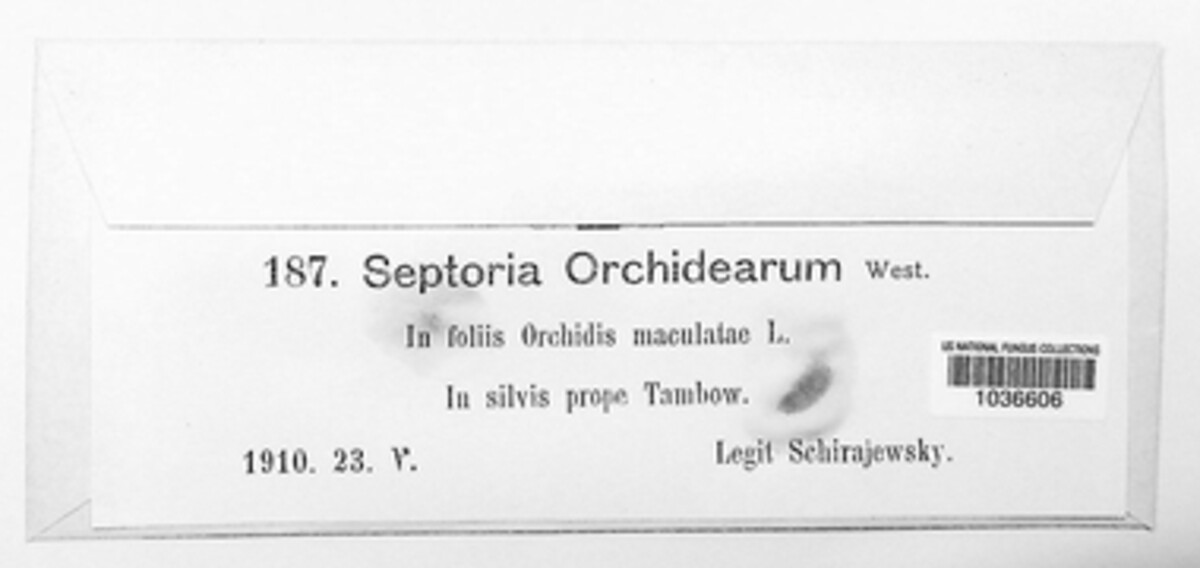 187. Septoria Orchidearum West.
In foliis Orchidis maculatae L.
In silvis prope Tambow.
1910. 23. V.
Legit Schirajewsky.
US NATIONAL FUNGUS COLLECTIONS
1036606